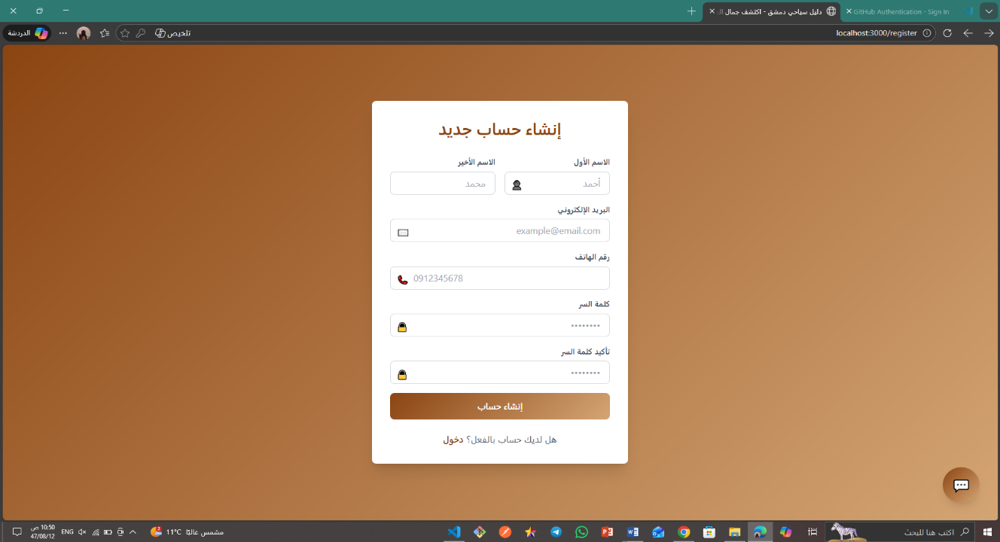 GitHub Authentication - Sign In
دليل سياحي دمشق - اكتشف جمال ال
localhost:3000/register
تلخيص
الدردشة
إنشاء حساب جديد
الاسم الأول
الاسم الأخير
أحمد
محمد
البريد الإلكتروني
example@email.com
رقم الهاتف
0912345678
كلمة السر
••••••••
تأكيد كلمة السر
••••••••
إنشاء حساب
هل لديك حساب بالفعل؟ دخول
اكتب هنا للبحث
2
11°C مشمس غالبًا
ENG
10:50 ص
47/08/12